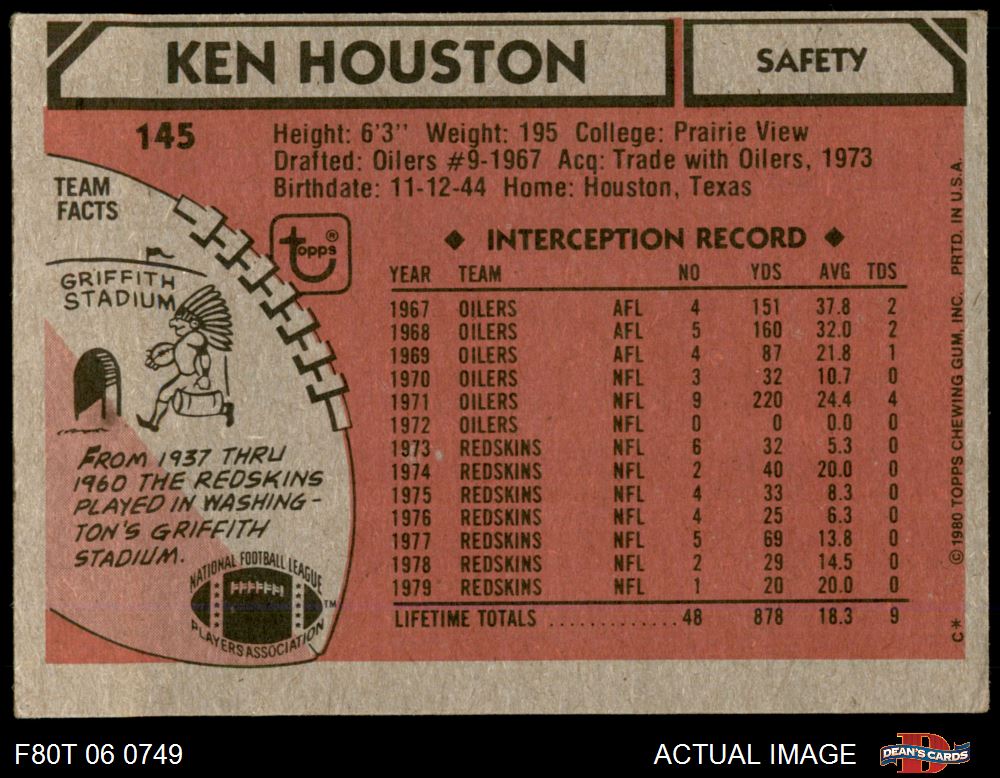 KEN HOUSTON
SAFETY
145
Height: 6'3" Weight: 195 College: Prairie View
Drafted: Oilers #9-1967 Acq: Trade with Oilers, 1973
Birthdate: 11-12-44 Home: Houston, Texas
TEAM
FACTS
topps®
GRIFFITH
STADIUM
FROM 1937 THRU
1960 THE REDSKINS
PLAYED IN WASHING-
TON'S GRIFFITH
STADIUM.
NATIONAL FOOTBALL LEAGUE
PLAYERS ASSOCIATION
TM
◆ INTERCEPTION RECORD ◆
YEAR TEAM NO YDS AVG TDS
1967 OILERS AFL 4 151 37.8 2
1968 OILERS AFL 5 160 32.0 2
1969 OILERS AFL 4 87 21.8 1
1970 OILERS NFL 3 32 10.7 0
1971 OILERS NFL 9 220 24.4 4
1972 OILERS NFL 0 0 0.0 0
1973 REDSKINS NFL 6 32 5.3 0
1974 REDSKINS NFL 2 40 20.0 0
1975 REDSKINS NFL 4 33 8.3 0
1976 REDSKINS NFL 4 25 6.3 0
1977 REDSKINS NFL 5 69 13.8 0
1978 REDSKINS NFL 2 29 14.5 0
1979 REDSKINS NFL 1 20 20.0 0
LIFETIME TOTALS .............48 878 18.3 9
C* ©1980 TOPPS CHEWING GUM, INC. PRTD. IN U.S.A.
F80T 06 0749
ACTUAL IMAGE
DEAN'S CARDS